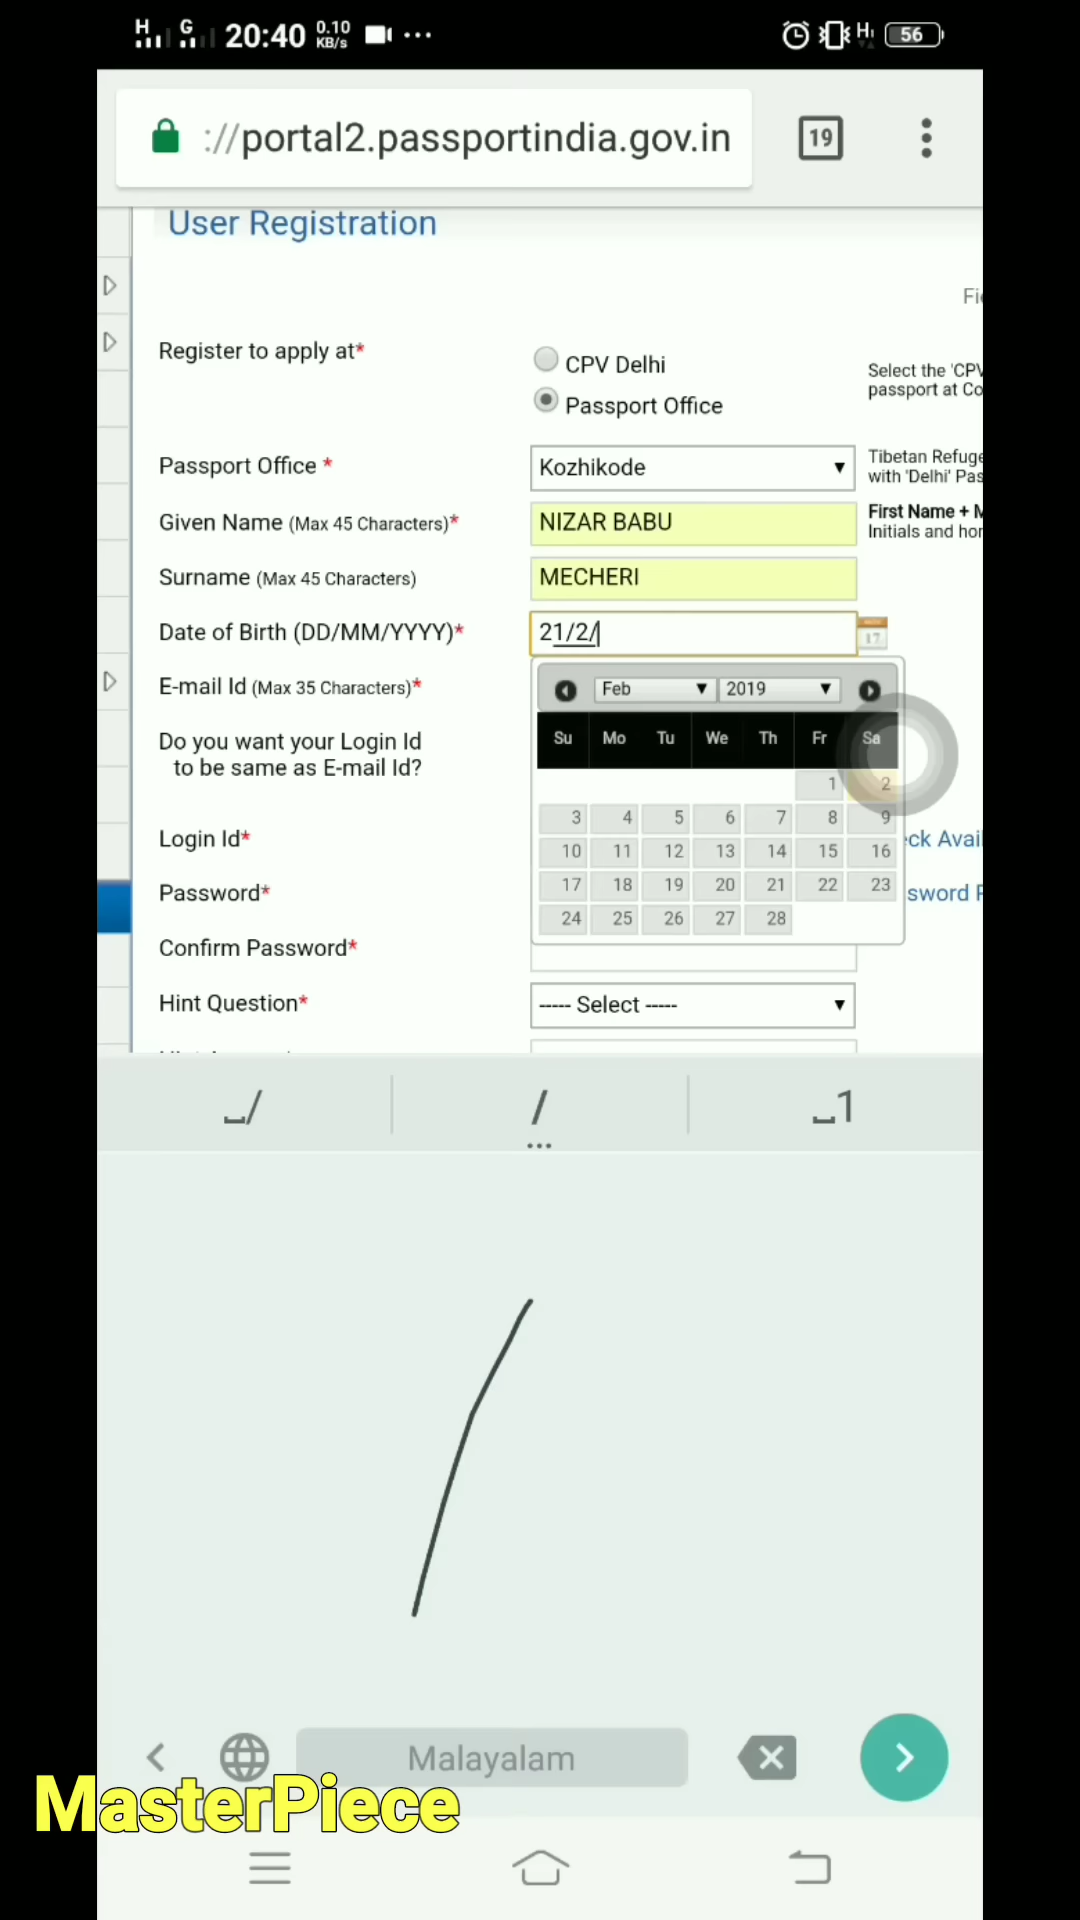 H G 20:40 0.10 KB/s ... H 56
://portal2.passportindia.gov.in 19
User Registration
Register to apply at*
CPV Delhi
Select the 'CPV
Passport Office
passport at Co
Passport Office * Kozhikode
Tibetan Refuge
with 'Delhi' Pas
Given Name (Max 45 Characters)* NIZAR BABU
First Name + M
Initials and hor
Surname (Max 45 Characters) MECHERI
Date of Birth (DD/MM/YYYY)* 21/2/ 17
E-mail Id (Max 35 Characters)*
Feb 2019
Su Mo Tu We Th Fr Sa
1 2
3 4 5 6 7 8 9
10 11 12 13 14 15 16
17 18 19 20 21 22 23
24 25 26 27 28
Do you want your Login Id
to be same as E-mail Id?
Login Id* ck Avail
Password* sword
Confirm Password*
Hint Question* ----- Select -----
/ / 1
Malayalam
MasterPiece